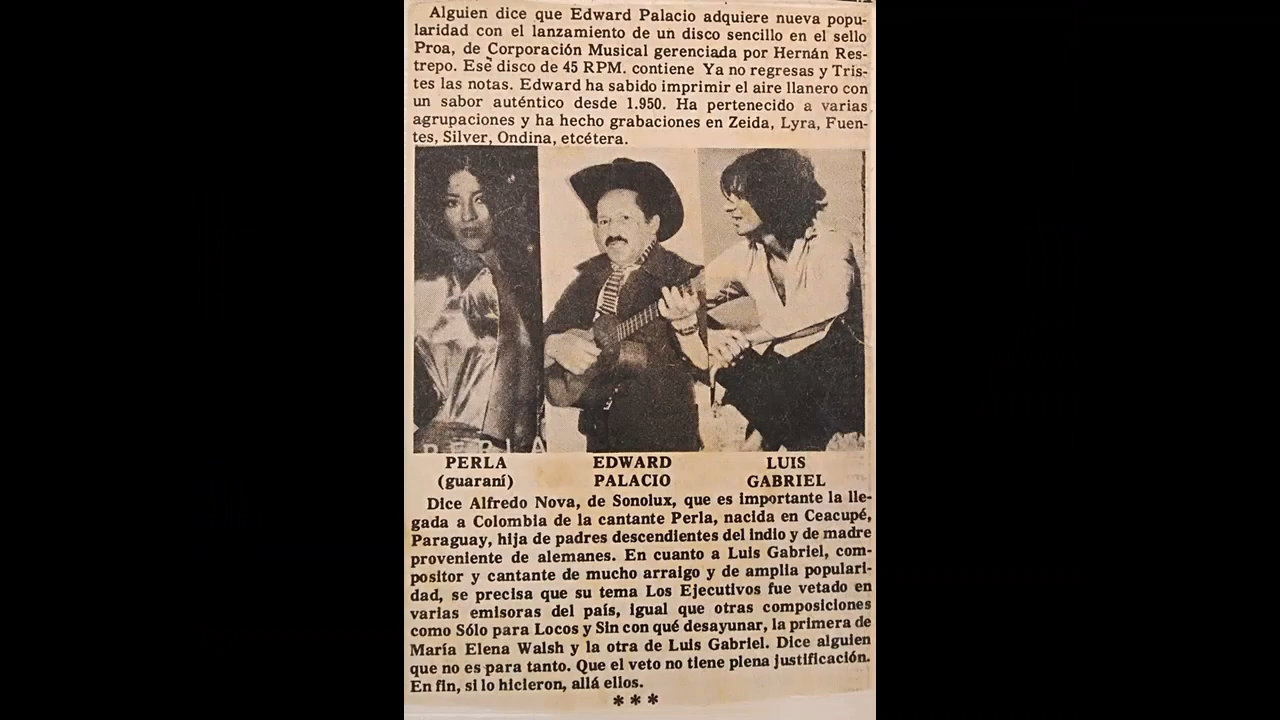 Alguien dice que Edward Palacio adquiere nueva popu-
laridad con el lanzamiento de un disco sencillo en el sello
Proa, de Corporación Musical gerenciada por Hernán Res-
trepo. Ese disco de 45 RPM. contiene Ya no regresas y Tris-
tes las notas. Edward ha sabido imprimir el aire llanero con
un sabor auténtico desde 1.950. Ha pertenecido a varias
agrupaciones y ha hecho grabaciones en Zeida, Lyra, Fuen-
tes, Silver, Ondina, etcétera.
PERLA
PERLA
(guaraní)
EDWARD
PALACIO
LUIS
GABRIEL
Dice Alfredo Nova, de Sonolux, que es importante la lle-
gada a Colombia de la cantante Perla, nacida en Ceacupé,
Paraguay, hija de padres descendientes del indio y de madre
proveniente de alemanes. En cuanto a Luis Gabriel, com-
positor y cantante de mucho arraigo y de amplia populari-
dad, se precisa que su tema Los Ejecutivos fue vetado en
varias emisoras del país, igual que otras composiciones
como Sólo para Locos y Sin con qué desayunar, la primera de
María Elena Walsh y la otra de Luis Gabriel. Dice alguien
que no es para tanto. Que el veto no tiene plena justificación.
En fin, si lo hicieron, allá ellos.
***